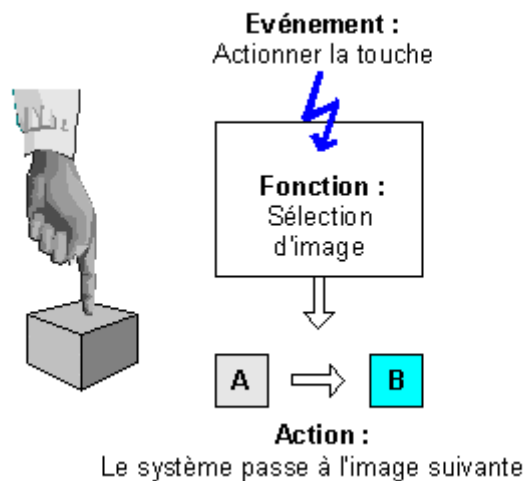 Evénement :
Actionner la touche
Fonction :
Sélection
d'image
A
B
Action :
Le système passe à l'image suivante